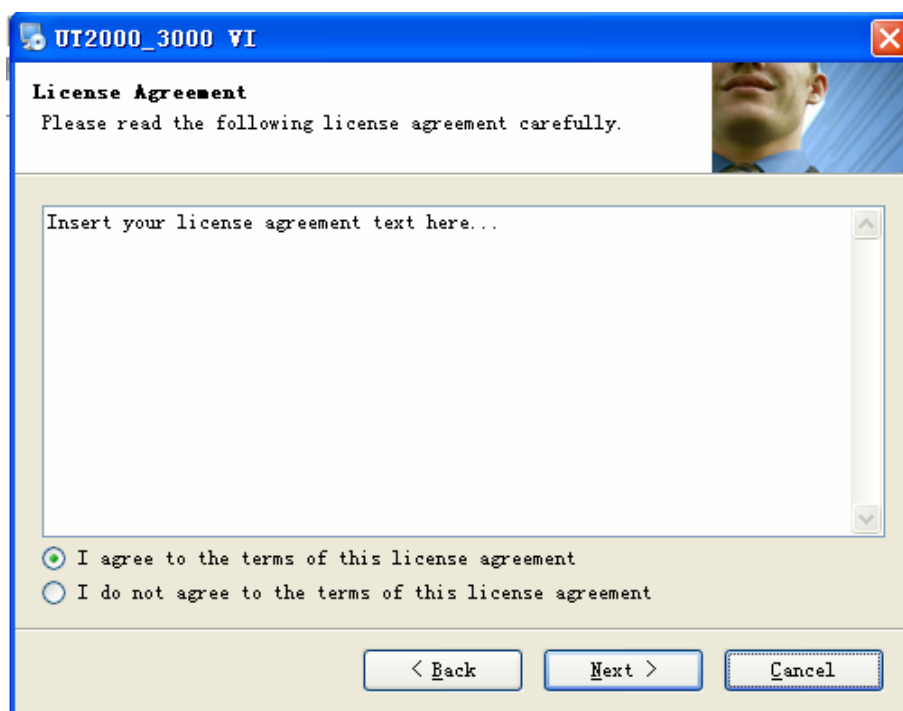 UT2000_3000 VI
License Agreement
Please read the following license agreement carefully.
Insert your license agreement text here...
I agree to the terms of this license agreement
I do not agree to the terms of this license agreement
< Back
Next >
Cancel